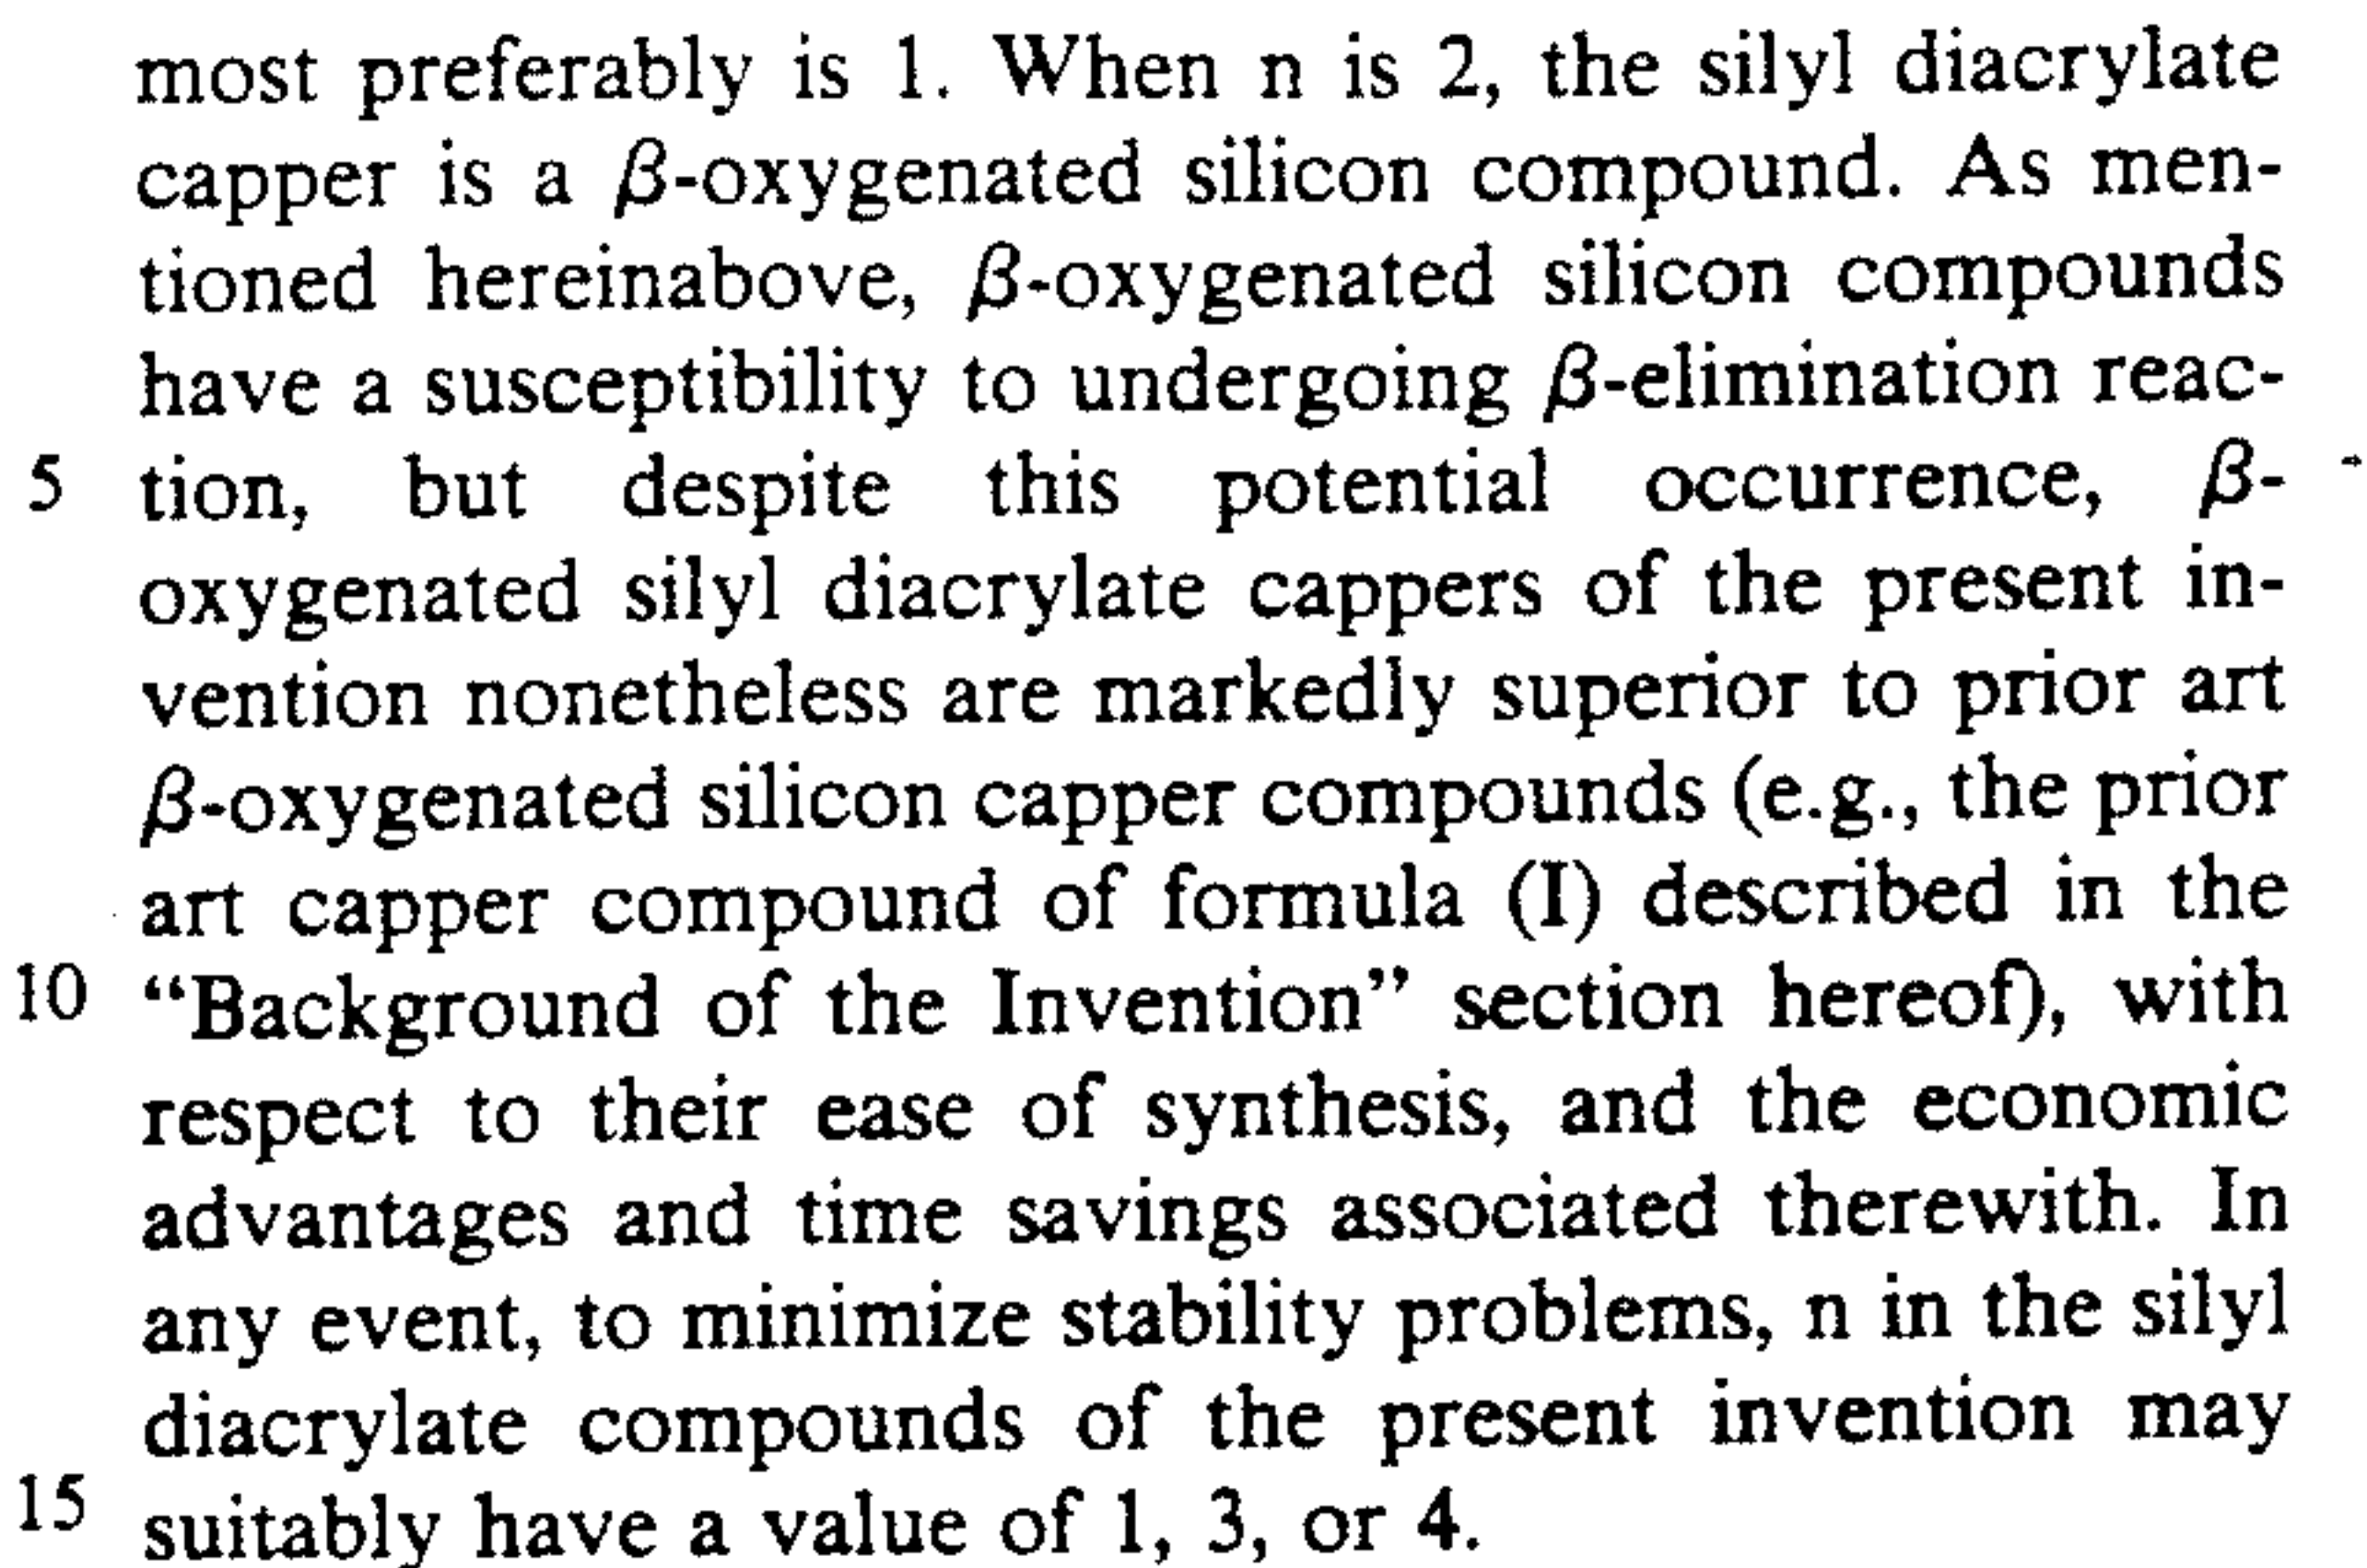 most preferably is 1. When n is 2, the silyl diacrylate
capper is a β-oxygenated silicon compound. As men-
tioned hereinabove, β-oxygenated silicon compounds
have a susceptibility to undergoing β-elimination reac-
5 tion, but despite this potential occurrence, β-
oxygenated silyl diacrylate cappers of the present in-
vention nonetheless are markedly superior to prior art
β-oxygenated silicon capper compounds (e.g., the prior
art capper compound of formula (I) described in the
10 “Background of the Invention” section hereof), with
respect to their ease of synthesis, and the economic
advantages and time savings associated therewith. In
any event, to minimize stability problems, n in the silyl
diacrylate compounds of the present invention may
15 suitably have a value of 1, 3, or 4.